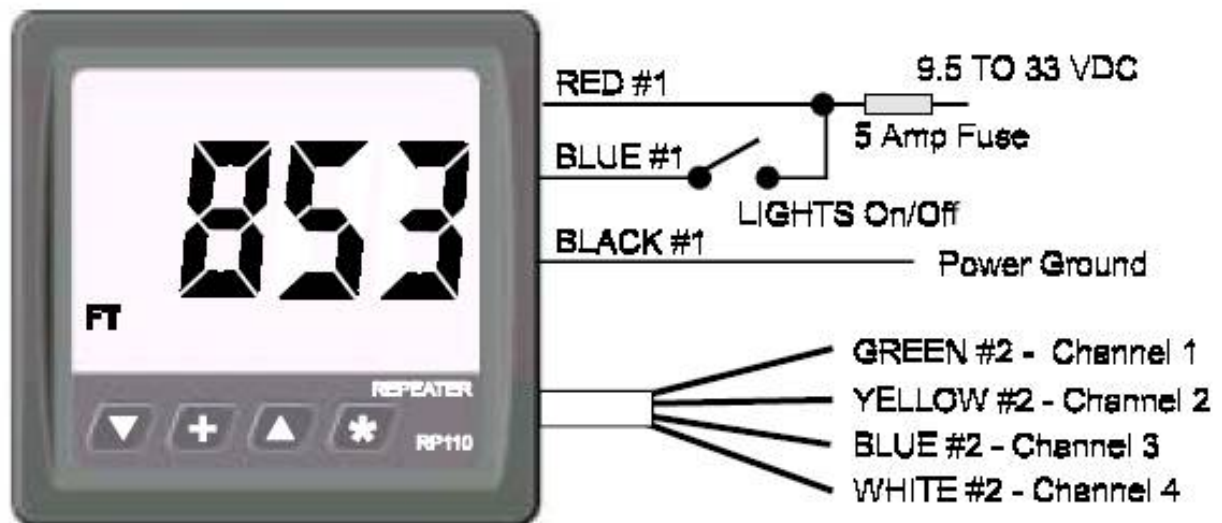 853
FT
REPEATER
RP110
RED #1
9.5 TO 33 VDC
5 Amp Fuse
BLUE #1
LIGHTS On/Off
BLACK #1
Power Ground
GREEN #2 - Channel 1
YELLOW #2 - Channel 2
BLUE #2 - Channel 3
WHITE #2 - Channel 4